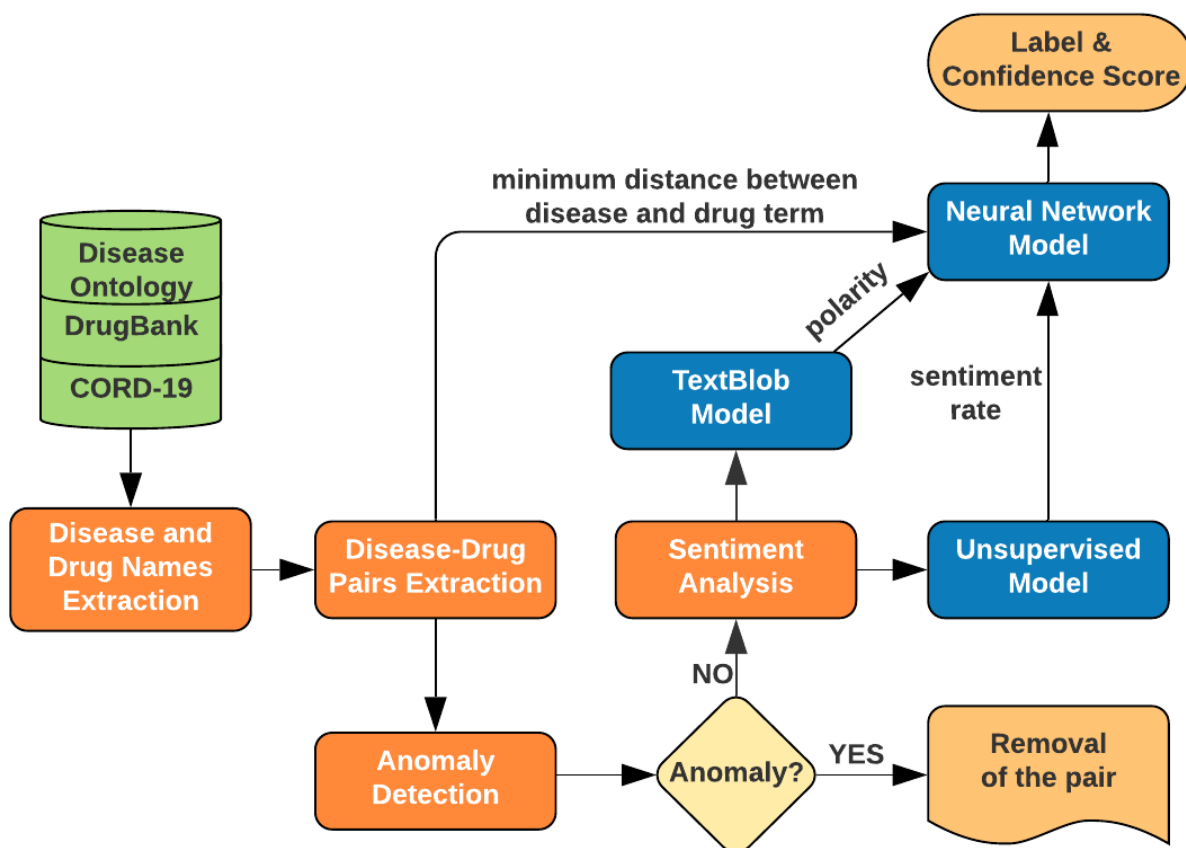 Label &
Confidence Score
minimum distance between
disease and drug term
Neural Network
Model
Disease
Ontology
DrugBank
CORD-19
polarity
TextBlob
Model
sentiment
rate
Disease and
Drug Names
Extraction
Disease-Drug
Pairs Extraction
Sentiment
Analysis
Unsupervised
Model
NO
Anomaly
Detection
Anomaly?
YES
Removal
of the pair